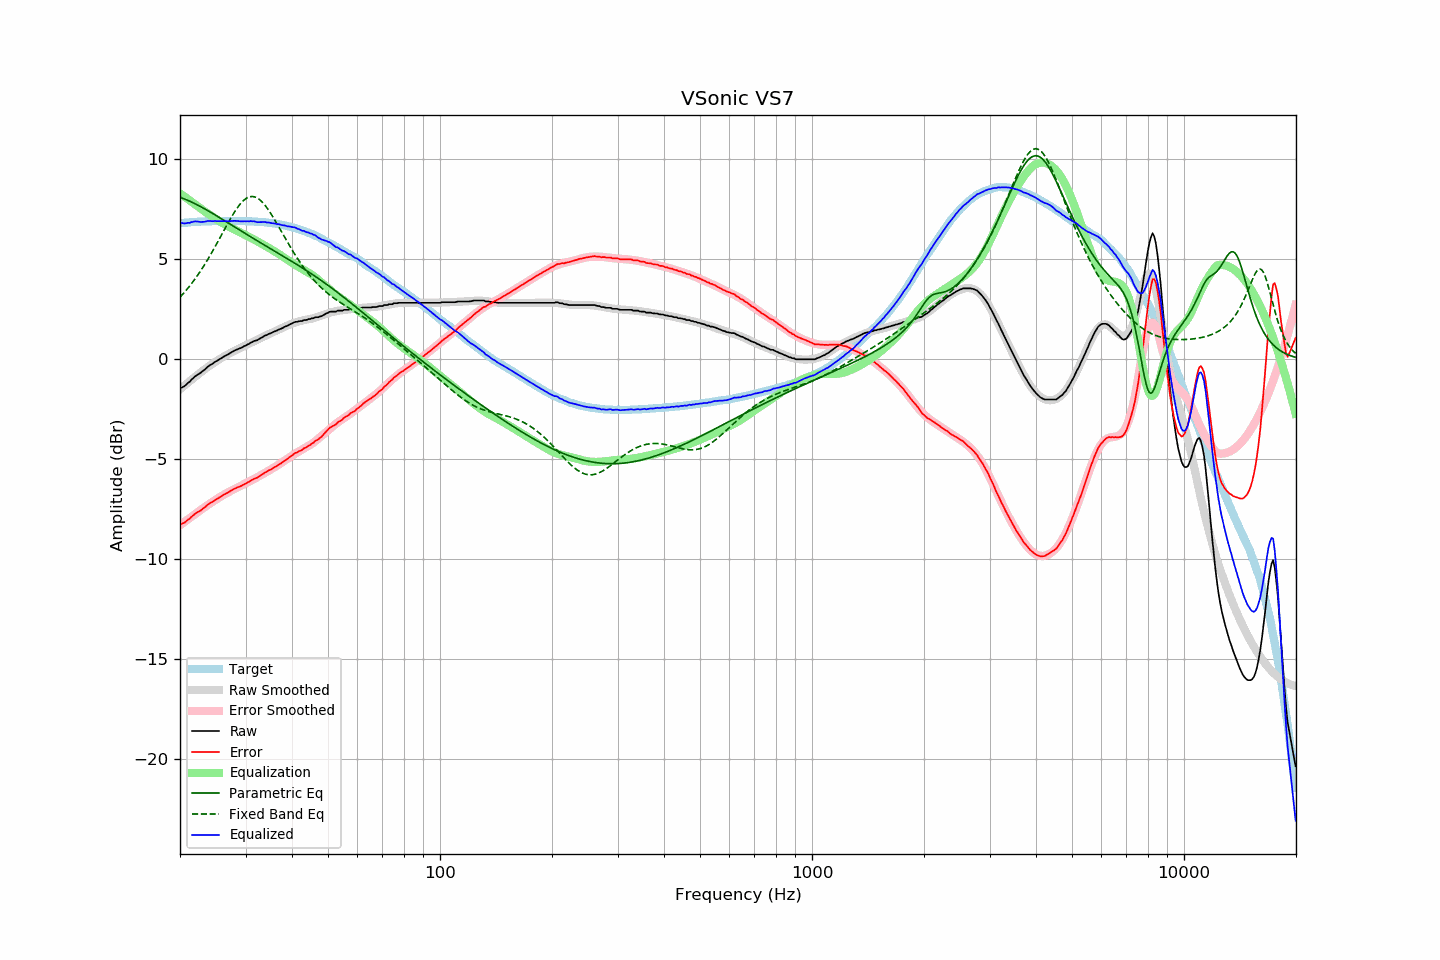 VSonic VS7
Amplitude (dBr)
10
5
0
−5
−10
−15
−20
Target
Raw Smoothed
Error Smoothed
Raw
Error
Equalization
Parametric Eq
Fixed Band Eq
Equalized
100
1000
10000
Frequency (Hz)